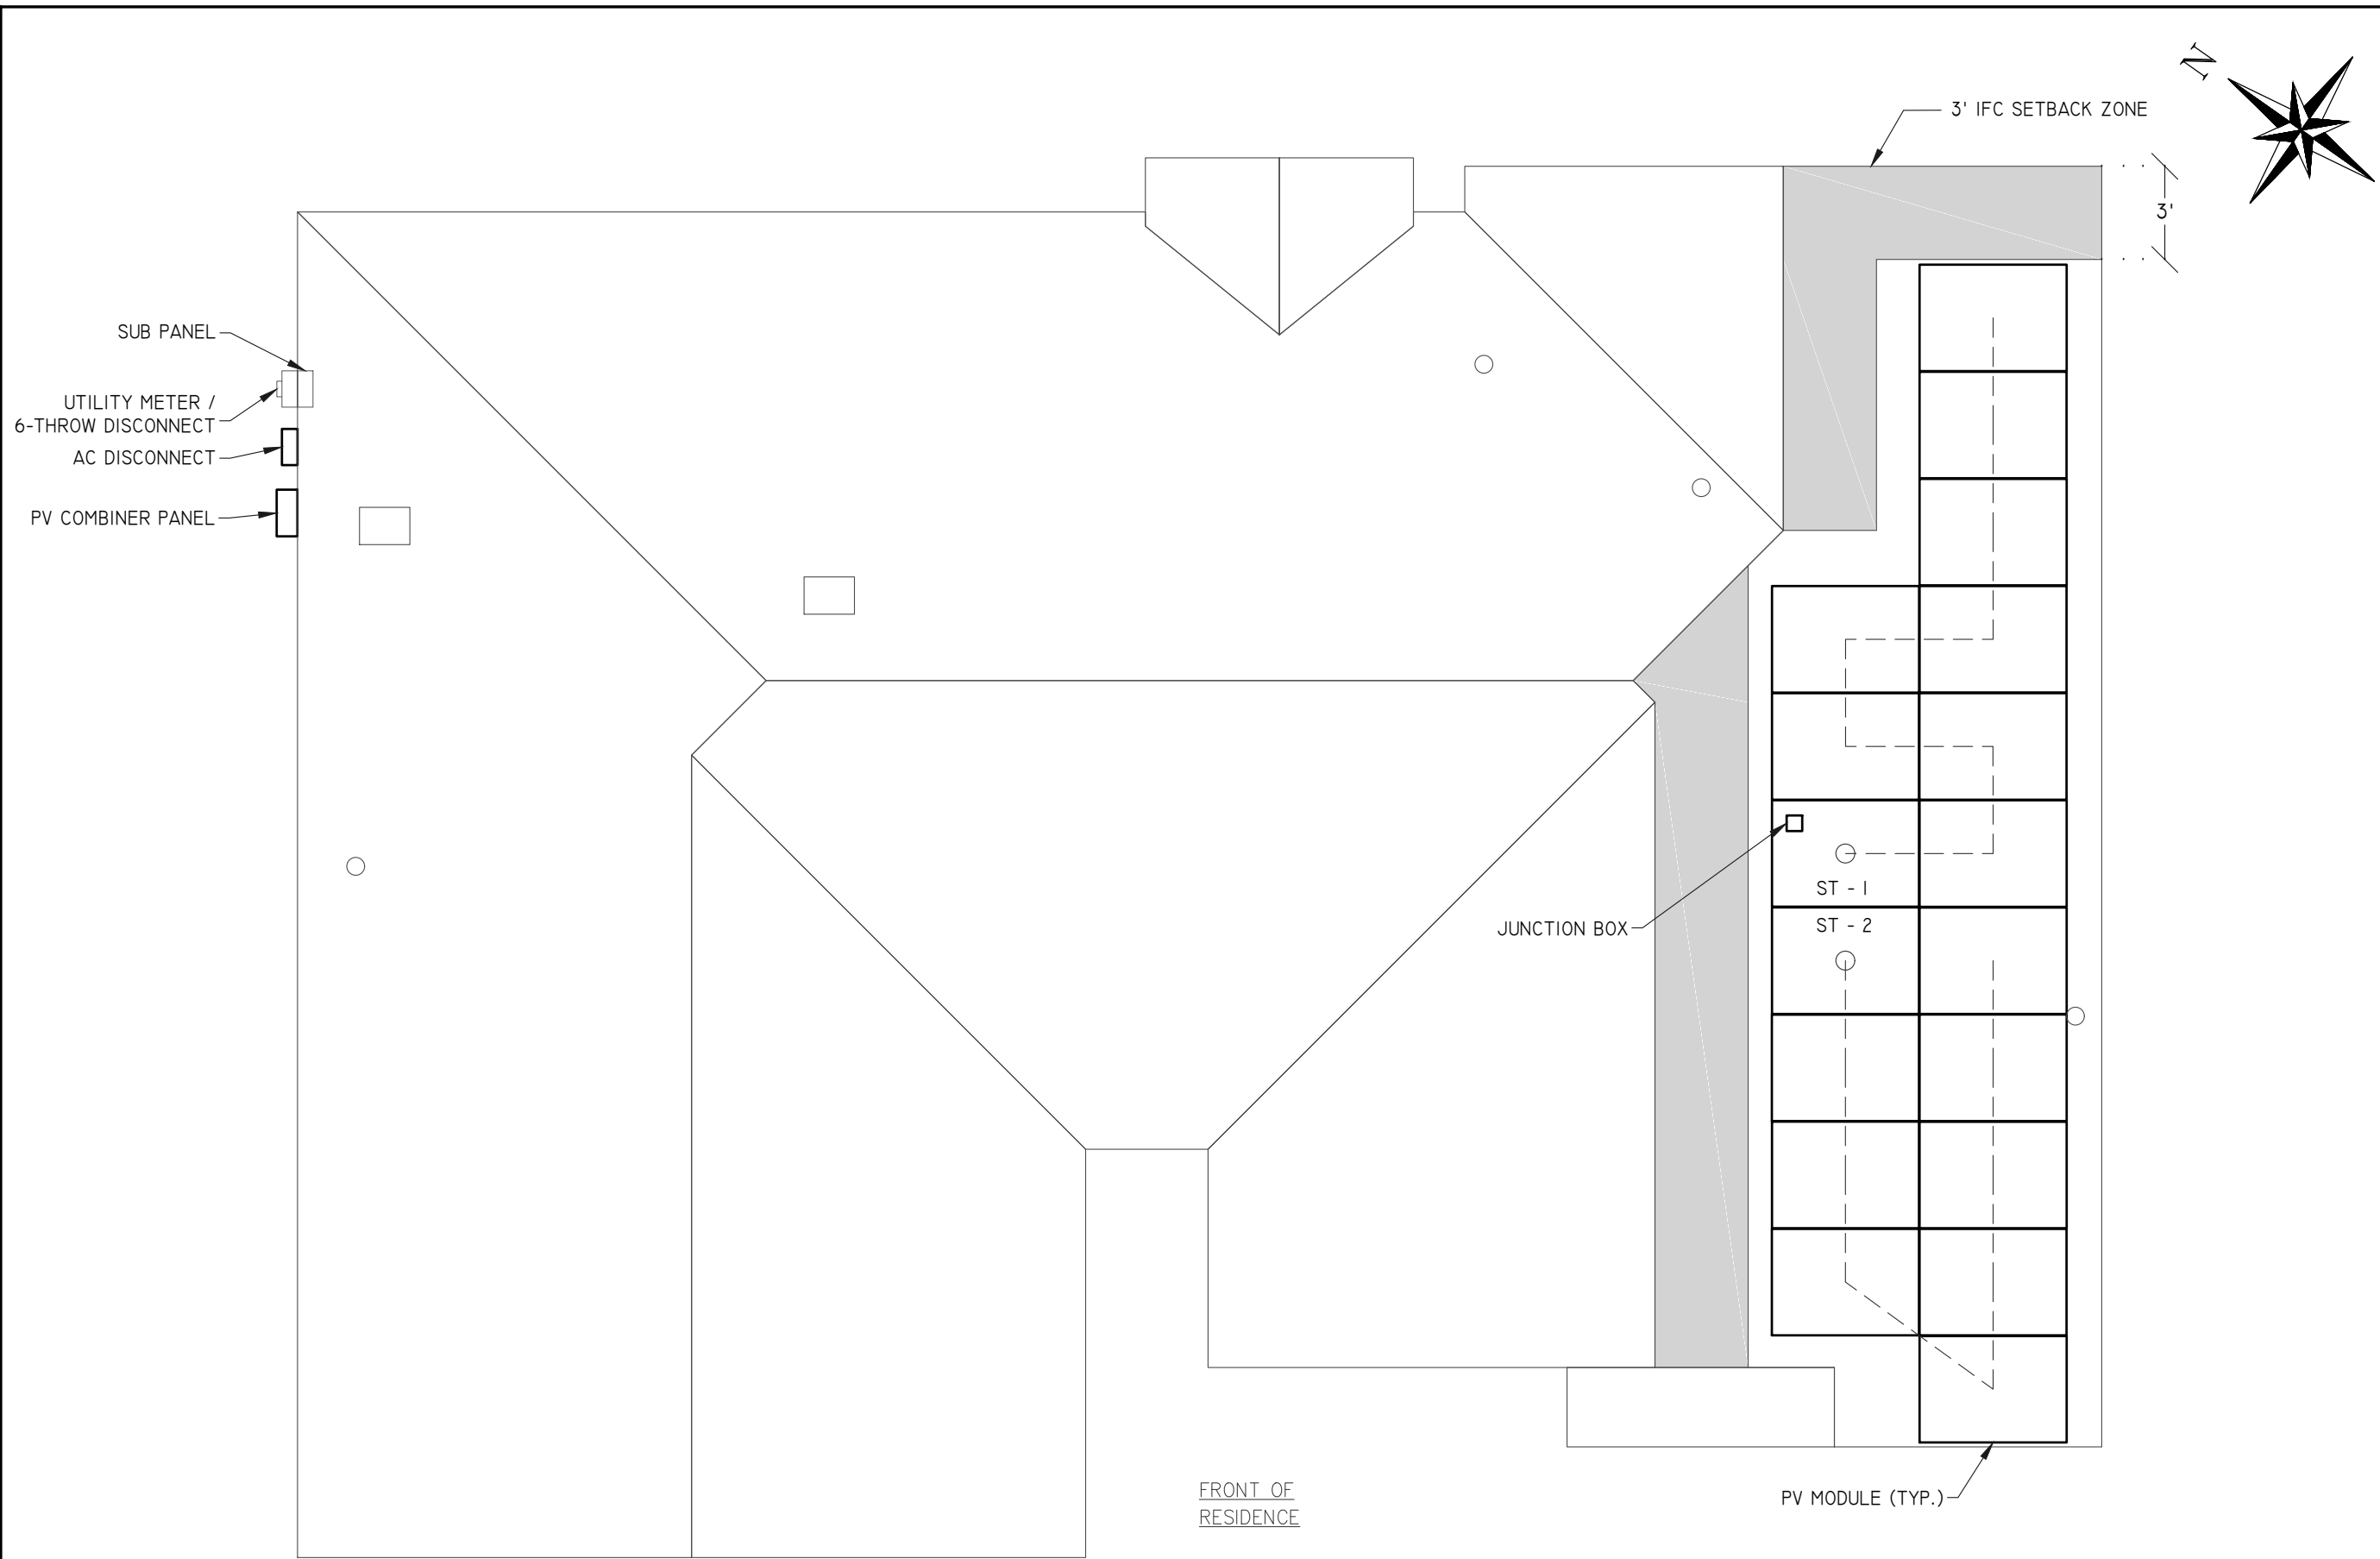 N
3' IFC SETBACK ZONE
3'
SUB PANEL
UTILITY METER /
6-THROW DISCONNECT
AC DISCONNECT
PV COMBINER PANEL
ST - 1
ST - 2
JUNCTION BOX
FRONT OF
RESIDENCE
PV MODULE (TYP.)